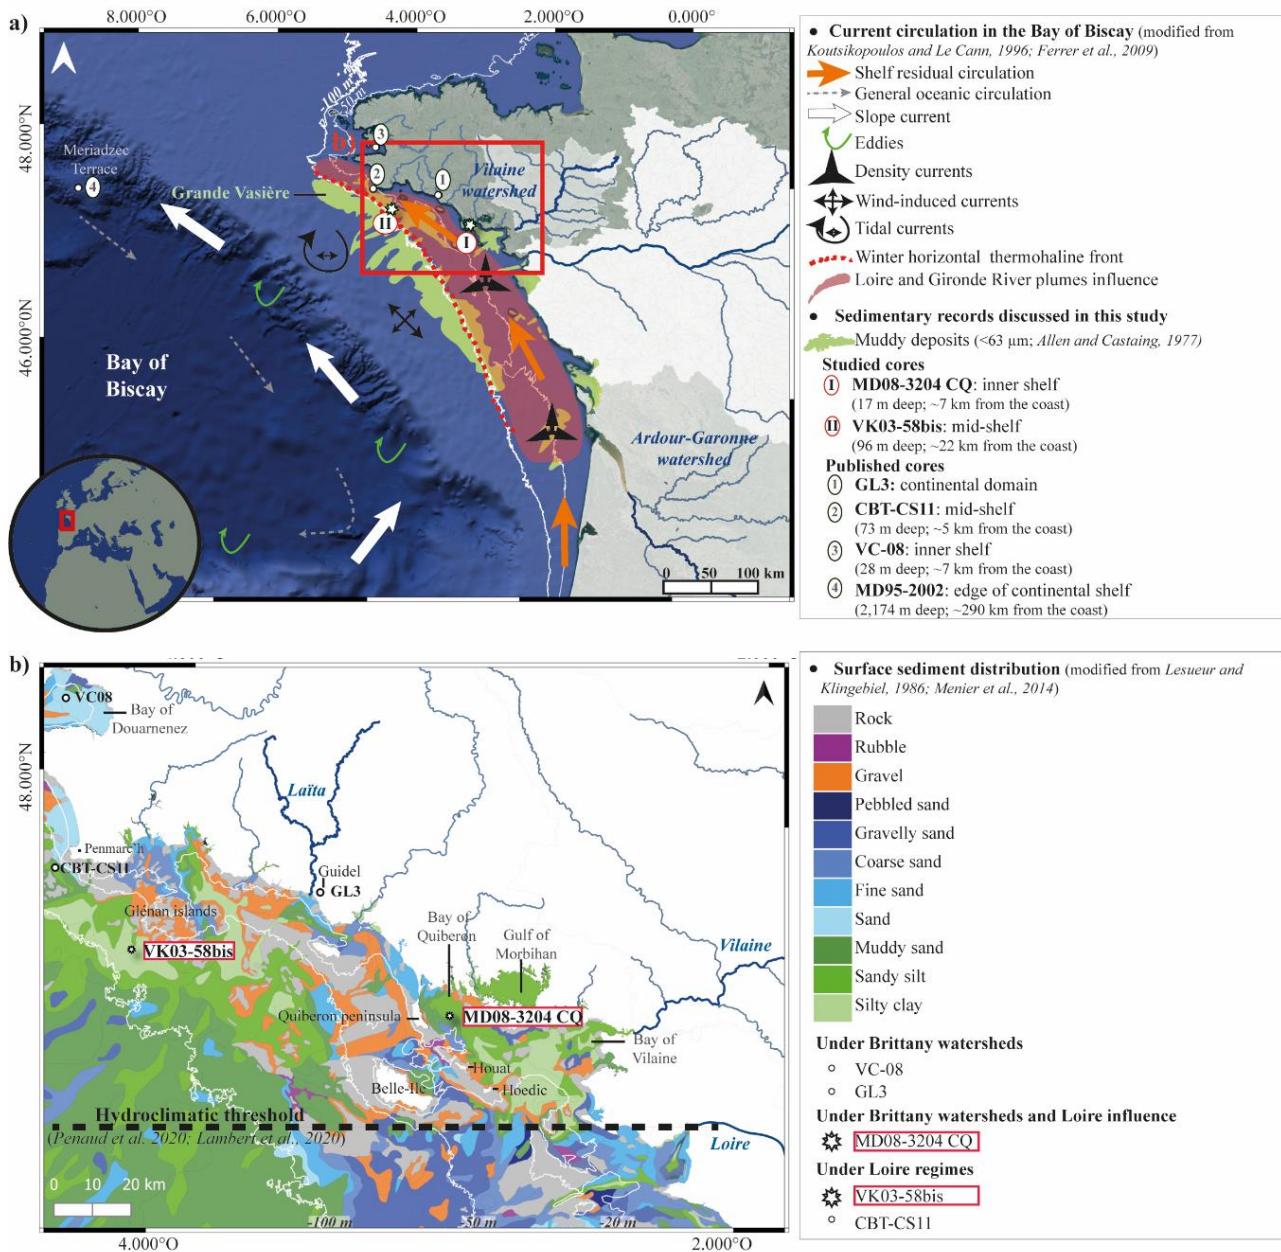 a)
8.000°O 6.000°O 4.000°O 2.000°O 0.000°
48.000°N
46.000°0N
-100 m
-50 m
b)
3
Meriadzec
Terrace
4
2
1
Vilaine
watershed
Grande Vasière
II
I
Bay of
Biscay
Ardour-Garonne
watershed
0 50 100 km
● Current circulation in the Bay of Biscay (modified from
Koutsikopoulos and Le Cann, 1996; Ferrer et al., 2009)
Shelf residual circulation
General oceanic circulation
Slope current
Eddies
Density currents
Wind-induced currents
Tidal currents
Winter horizontal thermohaline front
Loire and Gironde River plumes influence
● Sedimentary records discussed in this study
Muddy deposits (<63 µm; Allen and Castaing, 1977)
Studied cores
I MD08-3204 CQ: inner shelf
(17 m deep; ~7 km from the coast)
II VK03-58bis: mid-shelf
(96 m deep; ~22 km from the coast)
Published cores
1 GL3: continental domain
2 CBT-CS11: mid-shelf
(73 m deep; ~5 km from the coast)
3 VC-08: inner shelf
(28 m deep; ~7 km from the coast)
4 MD95-2002: edge of continental shelf
(2,174 m deep; ~290 km from the coast)
b)
48.000°N
VC08
Bay of
Douarnenez
Laïta
Penmarc'h
CBT-CS11
Guidel
GL3
Glénan islands
VK03-58bis
Bay of
Quiberon
Gulf of
Morbihan
Vilaine
Quiberon peninsula
MD08-3204 CQ
Bay of
Vilaine
Houat
Belle-Ile
Hoedic
Hydroclimatic threshold
(Penaud et al. 2020; Lambert et al., 2020)
Loire
0 10 20 km
-100 m -50 m -20 m
4.000°O 2.000°O
● Surface sediment distribution (modified from Lesueur and
Klingebiel, 1986; Menier et al., 2014)
Rock
Rubble
Gravel
Pebbled sand
Gravelly sand
Coarse sand
Fine sand
Sand
Muddy sand
Sandy silt
Silty clay
Under Brittany watersheds
VC-08
GL3
Under Brittany watersheds and Loire influence
MD08-3204 CQ
Under Loire regimes
VK03-58bis
CBT-CS11